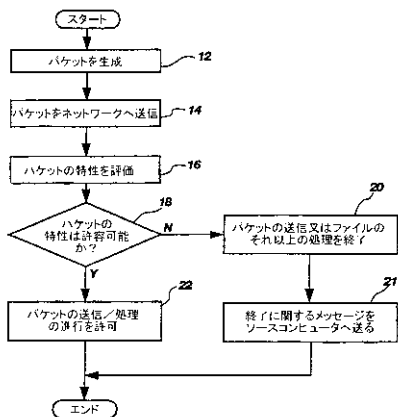 スタート
パケットを生成
12
パケットをネットワークへ送信
14
パケットの特性を評価
16
パケットの
特性は許容可能
か?
18
N
Y
パケットの送信又はファイルの
それ以上の処理を終了
20
パケットの送信/処理
の進行を許可
22
終了に関するメッセージを
ソースコンピュータへ送る
21
エンド